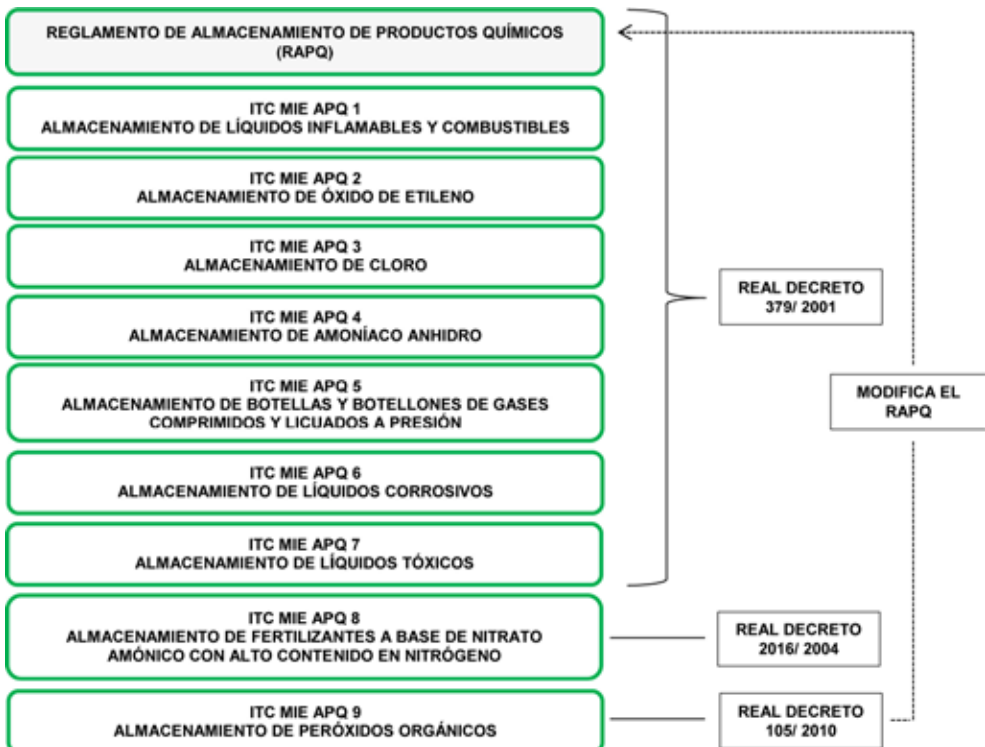 REGLAMENTO DE ALMACENAMIENTO DE PRODUCTOS QUÍMICOS
(RAPQ)
ITC MIE APQ 1
ALMACENAMIENTO DE LÍQUIDOS INFLAMABLES Y COMBUSTIBLES
ITC MIE APQ 2
ALMACENAMIENTO DE ÓXIDO DE ETILENO
ITC MIE APQ 3
ALMACENAMIENTO DE CLORO
ITC MIE APQ 4
ALMACENAMIENTO DE AMONÍACO ANHIDRO
ITC MIE APQ 5
ALMACENAMIENTO DE BOTELLAS Y BOTELLONES DE GASES
COMPRIMIDOS Y LICUADOS A PRESIÓN
ITC MIE APQ 6
ALMACENAMIENTO DE LÍQUIDOS CORROSIVOS
ITC MIE APQ 7
ALMACENAMIENTO DE LÍQUIDOS TÓXICOS
ITC MIE APQ 8
ALMACENAMIENTO DE FERTILIZANTES A BASE DE NITRATO
AMÓNICO CON ALTO CONTENIDO EN NITRÓGENO
ITC MIE APQ 9
ALMACENAMIENTO DE PERÓXIDOS ORGÁNICOS
REAL DECRETO
379/ 2001
REAL DECRETO
2016/ 2004
REAL DECRETO
105/ 2010
MODIFICA EL
RAPQ